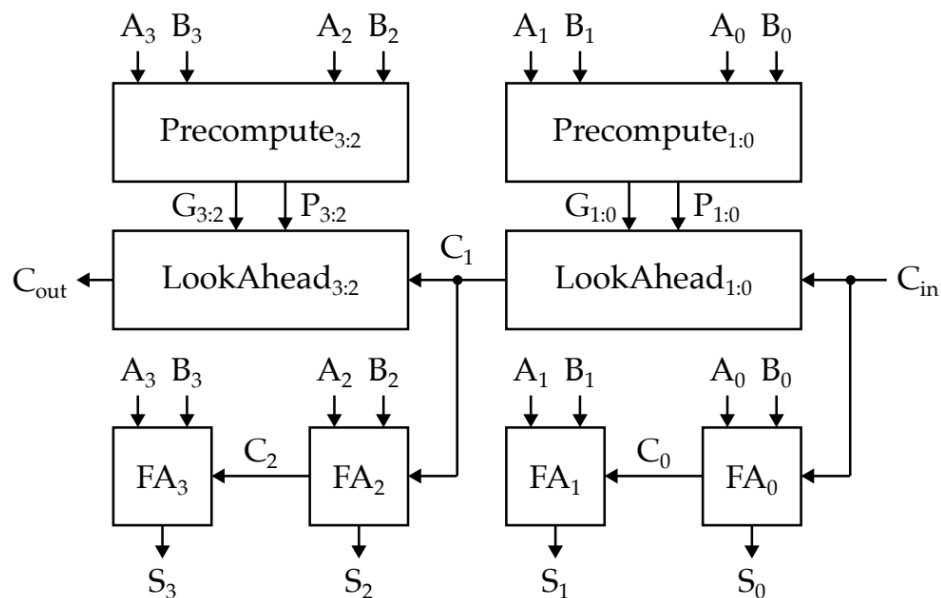 A₃ B₃ A₂ B₂ A₁ B₁ A₀ B₀
Precompute₃:₂ Precompute₁:₀
G₃:₂ P₃:₂ G₁:₀ P₁:₀
C₁
C_out LookAhead₃:₂ LookAhead₁:₀ C_in
A₃ B₃ A₂ B₂ A₁ B₁ A₀ B₀
C₂ C₀
FA₃ FA₂ FA₁ FA₀
S₃ S₂ S₁ S₀